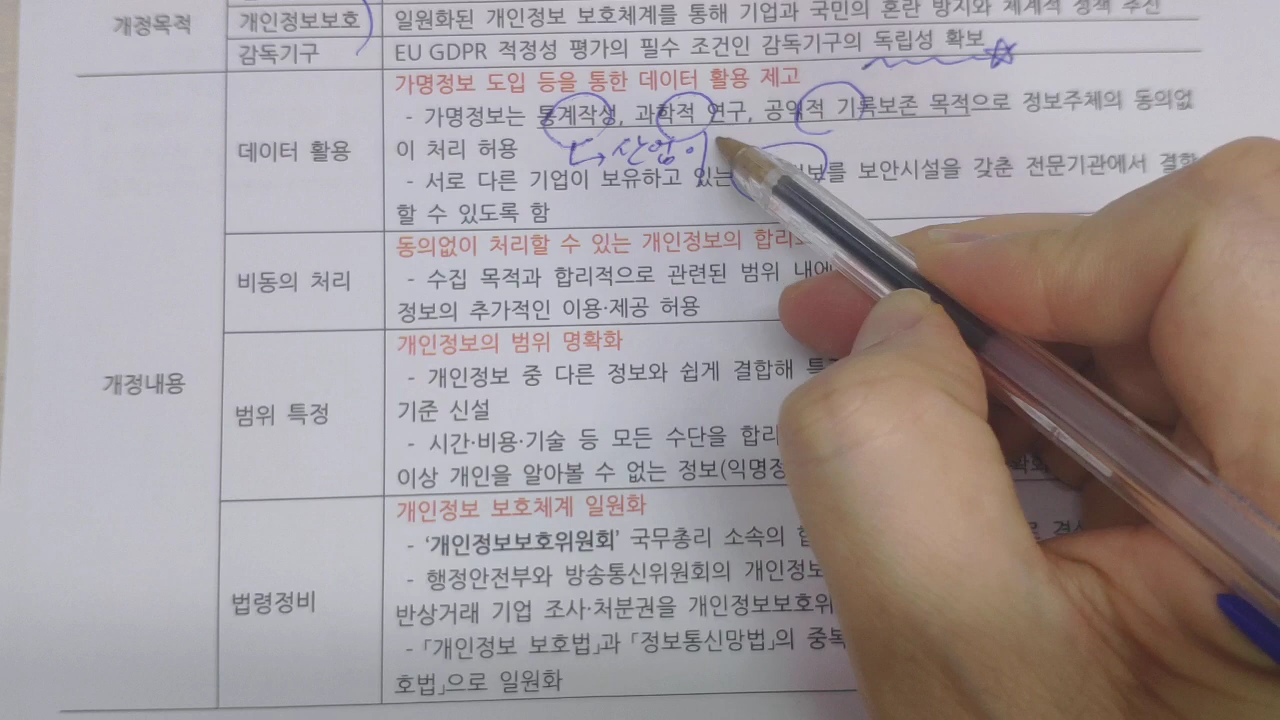 개정목적
개인정보보호 일원화된 개인정보 보호체계를 통해 기업과 국민의 혼란 방지와 체계적 정책 추진
감독기구 EU GDPR 적정성 평가의 필수 조건인 감독기구의 독립성 확보
개정내용
데이터 활용
가명정보 도입 등을 통한 데이터 활용 제고
- 가명정보는 통계작성, 과학적 연구, 공익적 기록보존 목적으로 정보주체의 동의없
이 처리 허용
↳ 산업이
- 서로 다른 기업이 보유하고 있는 를 보안시설을 갖춘 전문기관에서 결합
할 수 있도록 함
비동의 처리
동의없이 처리할 수 있는 개인정보의 합리
- 수집 목적과 합리적으로 관련된 범위 내에
정보의 추가적인 이용·제공 허용
범위 특정
개인정보의 범위 명확화
- 개인정보 중 다른 정보와 쉽게 결합해
기준 신설
- 시간·비용·기술 등 모든 수단을 합리
이상 개인을 알아볼 수 없는 정보(익명정
법령정비
개인정보 보호체계 일원화
- ‘개인정보보호위원회’ 국무총리 소속의
- 행정안전부와 방송통신위원회의 개인정보
반상거래 기업 조사·처분권을 개인정보보호위
- 「개인정보 보호법」과 「정보통신망법」의 중복
호법」으로 일원화